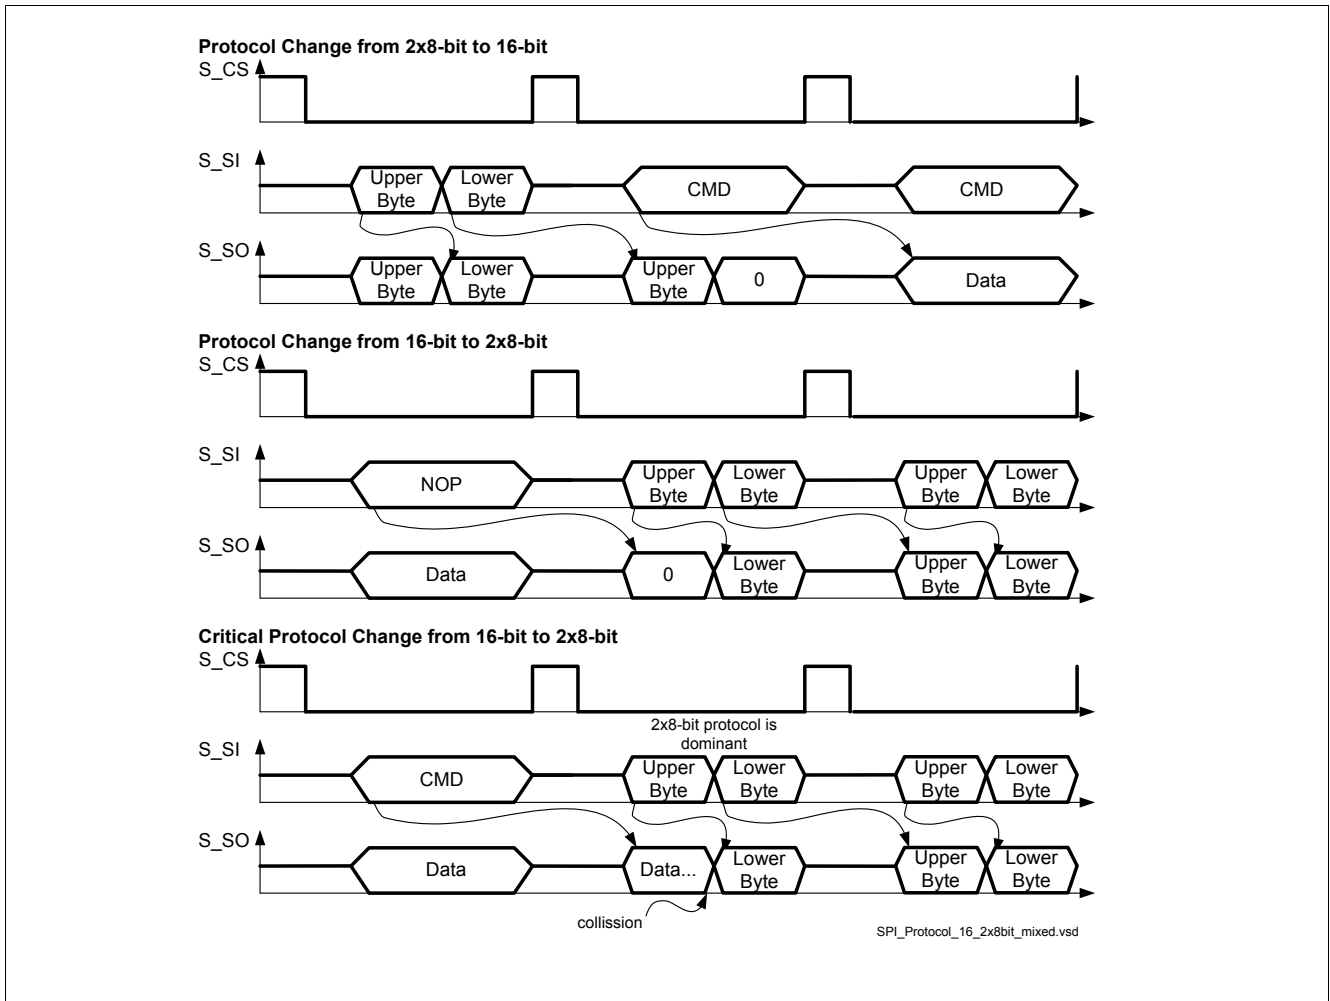 Protocol Change from 2x8-bit to 16-bit
S_CS
S_SI
Upper
Byte
Lower
Byte
CMD
CMD
S_SO
Upper
Byte
Lower
Byte
Upper
Byte
0
Data
Protocol Change from 16-bit to 2x8-bit
S_CS
S_SI
NOP
Upper
Byte
Lower
Byte
Upper
Byte
Lower
Byte
S_SO
Data
0
Lower
Byte
Upper
Byte
Lower
Byte
Critical Protocol Change from 16-bit to 2x8-bit
S_CS
2x8-bit protocol is
dominant
S_SI
CMD
Upper
Byte
Lower
Byte
Upper
Byte
Lower
Byte
S_SO
Data
Data...
Lower
Byte
Upper
Byte
Lower
Byte
collission
SPI_Protocol_16_2x8bit_mixed.vsd